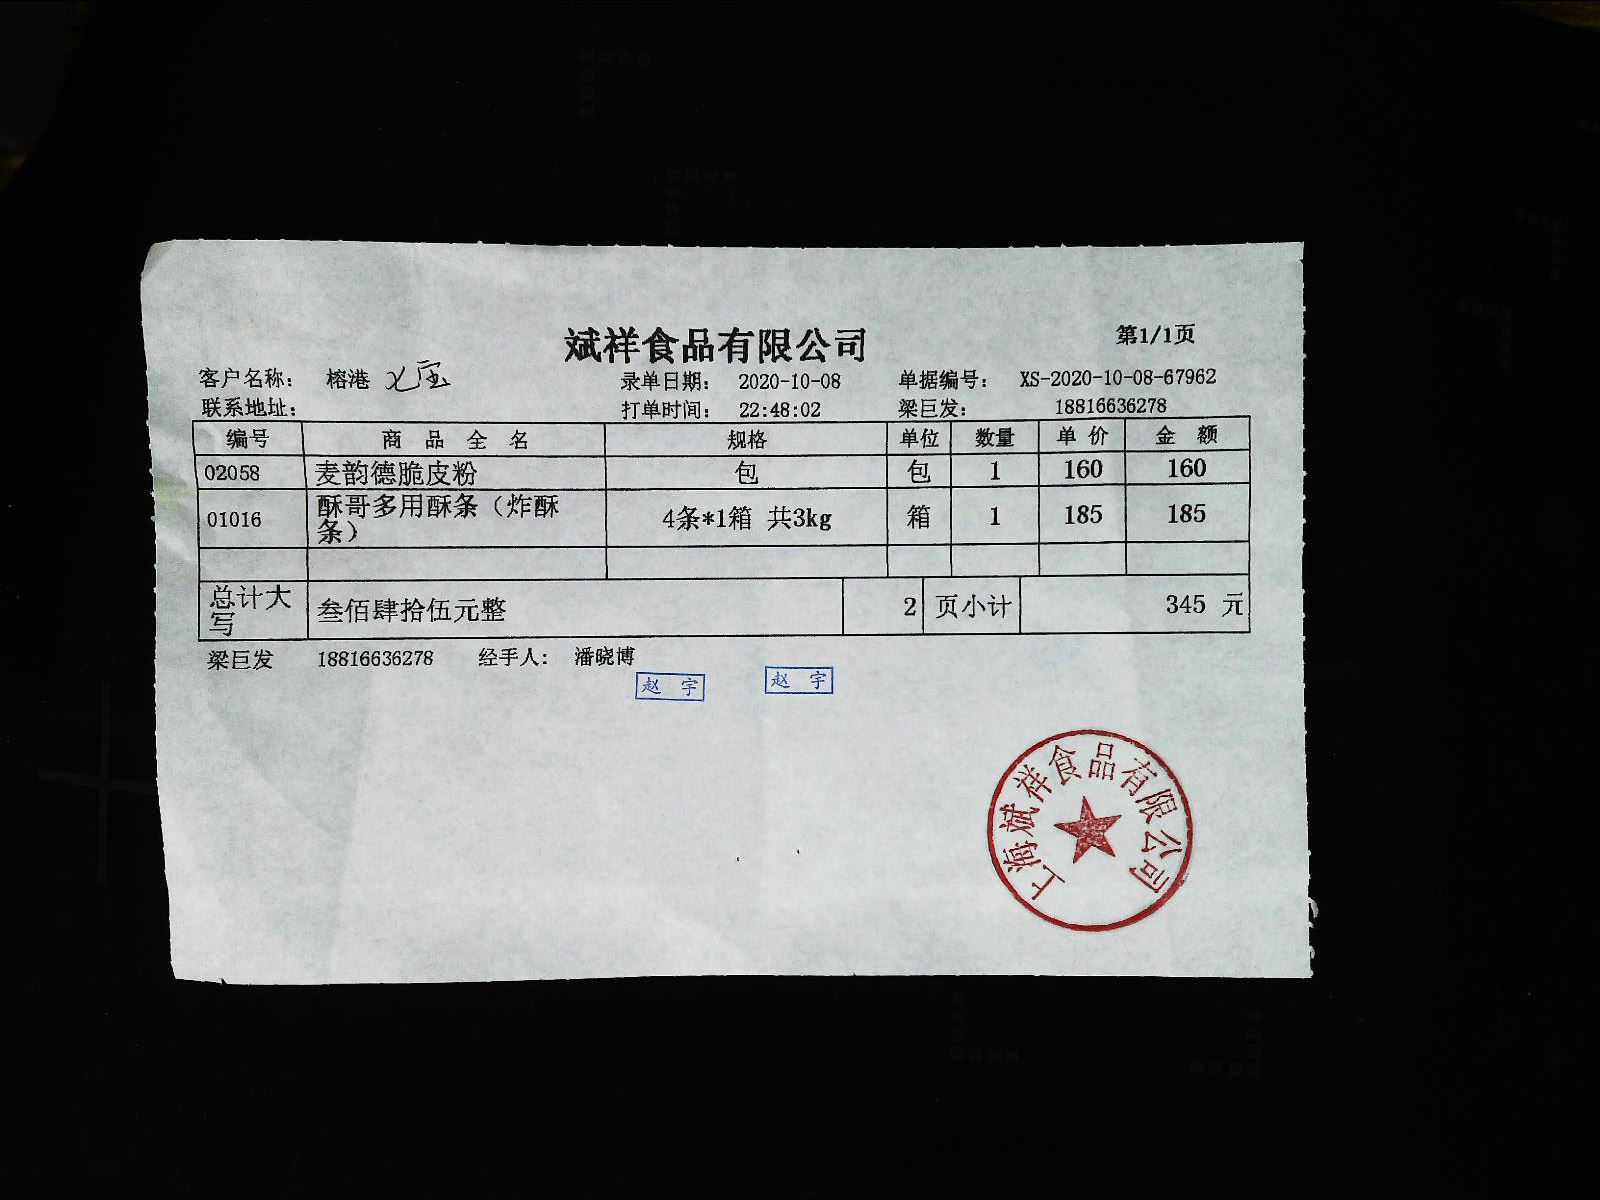 斌祥食品有限公司
第1/1页
客户名称： 榕港 七宝 录单日期： 2020-10-08 单据编号： XS-2020-10-08-67962
联系地址： 打单时间： 22:48:02 梁巨发： 18816636278
编号 商品全名 规格 单位 数量 单价 金额
02058 麦韵德脆皮粉 包 包 1 160 160
01016 酥哥多用酥条（炸酥条） 4条*1箱 共3kg 箱 1 185 185
总计大写 叁佰肆拾伍元整 2 页小计 345 元
梁巨发 18816636278 经手人： 潘晓博
赵 宇 赵 宇
上海斌祥食品有限公司